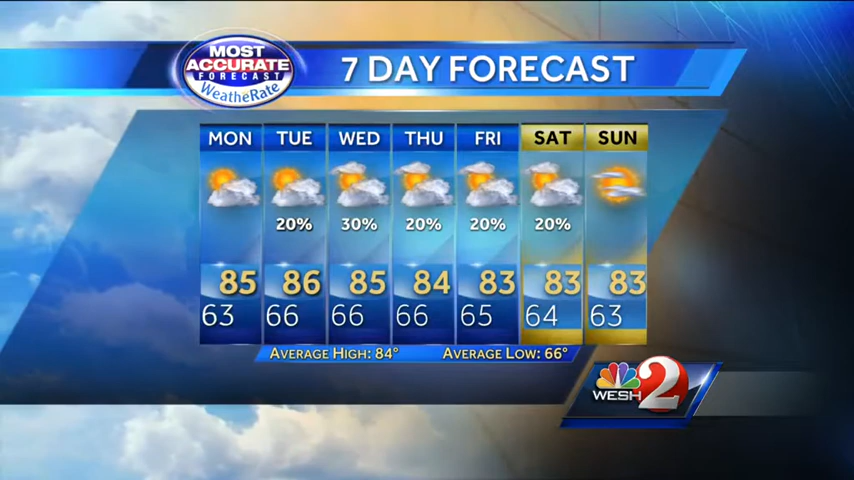 MOST
ACCURATE
FORECAST
WeatheRate
7 DAY FORECAST
MON TUE WED THU FRI SAT SUN
20% 30% 20% 20% 20%
85 86 85 84 83 83 83
63 66 66 66 65 64 63
AVERAGE HIGH: 84° AVERAGE LOW: 66°
WESH 2